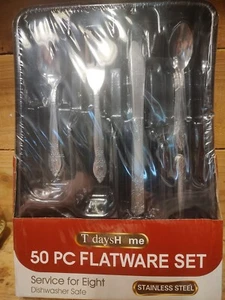 TodaysHome
50 PC FLATWARE SET
Service for Eight
Dishwasher Safe
STAINLESS STEEL